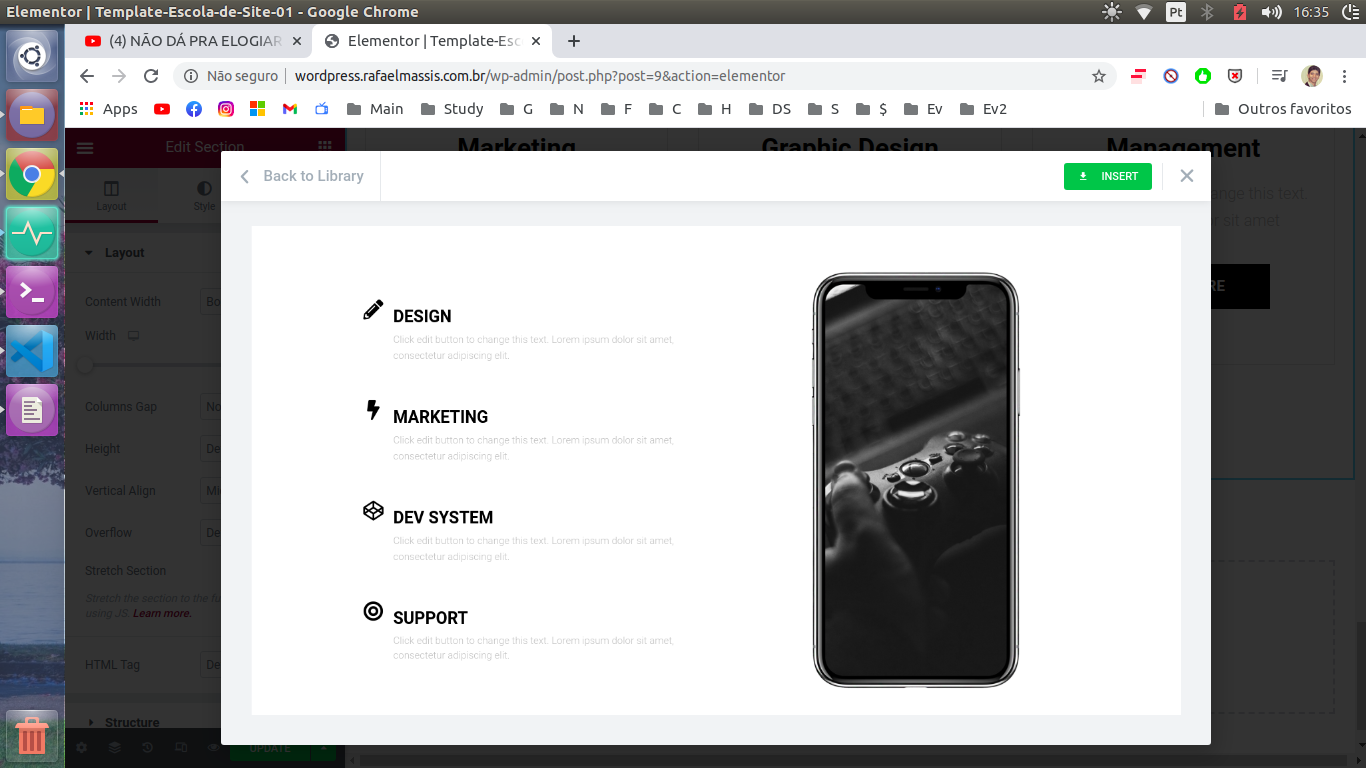 Elementor | Template-Escola-de-Site-01 - Google Chrome
Pt
16:35
(4) NÃO DÁ PRA ELOGIAR
Elementor | Template-Esc
Não seguro
wordpress.rafaelmassis.com.br/wp-admin/post.php?post=9&action=elementor
Apps
Main
Study
G
N
F
C
H
DS
S
$
Ev
Ev2
Outros favoritos
Edit Section
Marketing
Graphic Design
Management
Back to Library
INSERT
Layout
Style
change this text
or sit amet
Layout
Content Width
Width
Columns Gap
Height
Vertical Align
Overflow
Stretch Section
Stretch the section to the
using JS. Learn more.
HTML Tag
Structure
UPDATE
RE
DESIGN
Click edit button to change this text. Lorem ipsum dolor sit amet,
consectetur adipiscing elit.
MARKETING
Click edit button to change this text. Lorem ipsum dolor sit amet,
consectetur adipiscing elit.
DEV SYSTEM
Click edit button to change this text. Lorem ipsum dolor sit amet,
consectetur adipiscing elit.
SUPPORT
Click edit button to change this text. Lorem ipsum dolor sit amet,
consectetur adipiscing elit.